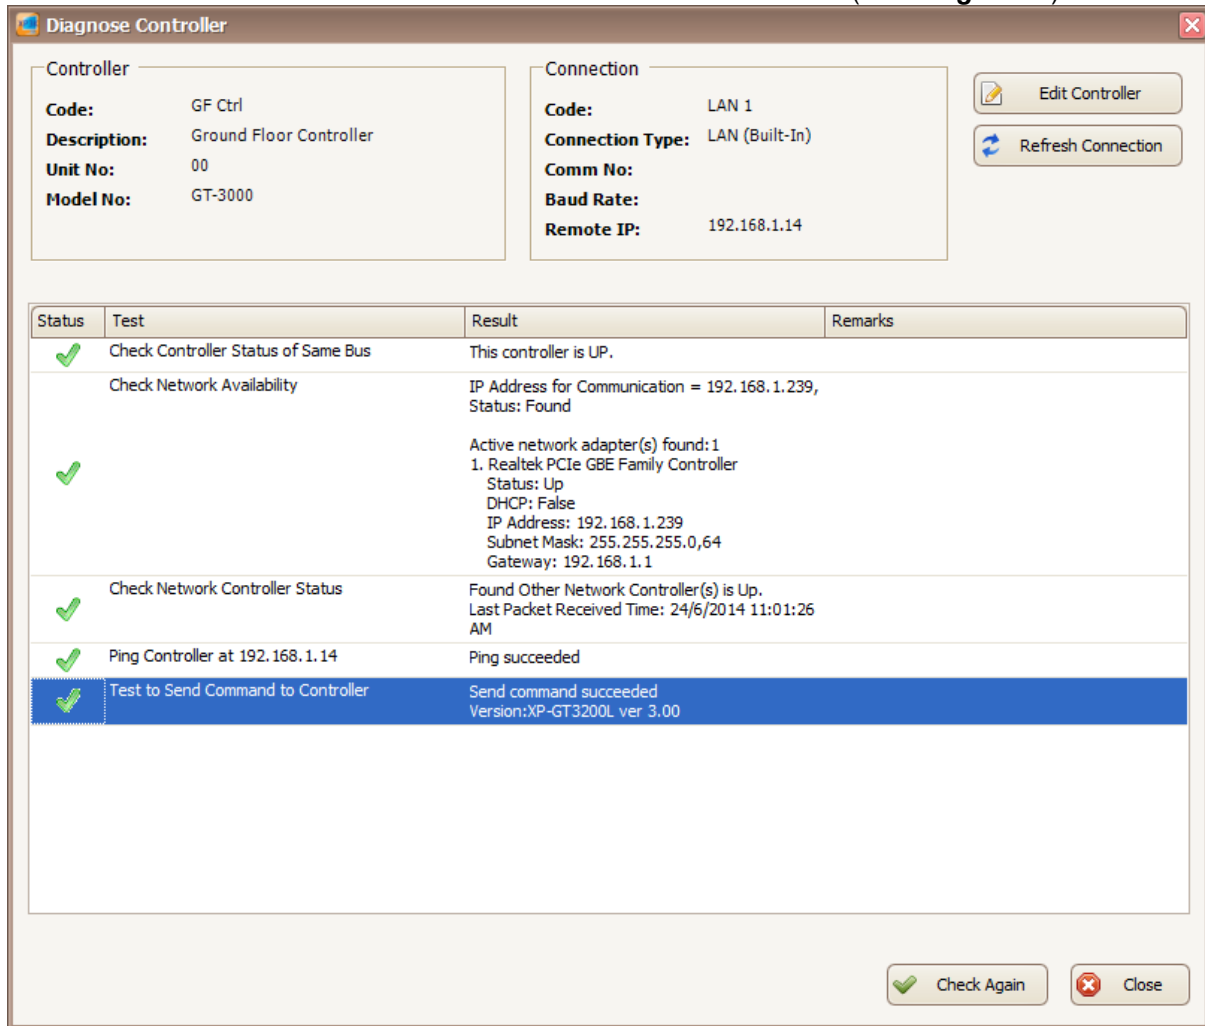 Diagnose Controller
Controller
Code: GF Ctrl
Description: Ground Floor Controller
Unit No: 00
Model No: GT-3000
Connection
Code: LAN 1
Connection Type: LAN (Built-In)
Comm No:
Baud Rate:
Remote IP: 192.168.1.14
Edit Controller
Refresh Connection
Status Test Result Remarks
Check Controller Status of Same Bus This controller is UP.
Check Network Availability IP Address for Communication = 192.168.1.239,
Status: Found
Active network adapter(s) found:1
1. Realtek PCIe GBE Family Controller
Status: Up
DHCP: False
IP Address: 192.168.1.239
Subnet Mask: 255.255.255.0,64
Gateway: 192.168.1.1
Check Network Controller Status Found Other Network Controller(s) is Up.
Last Packet Received Time: 24/6/2014 11:01:26
AM
Ping Controller at 192.168.1.14 Ping succeeded
Test to Send Command to Controller Send command succeeded
Version:XP-GT3200L ver 3.00
Check Again
Close